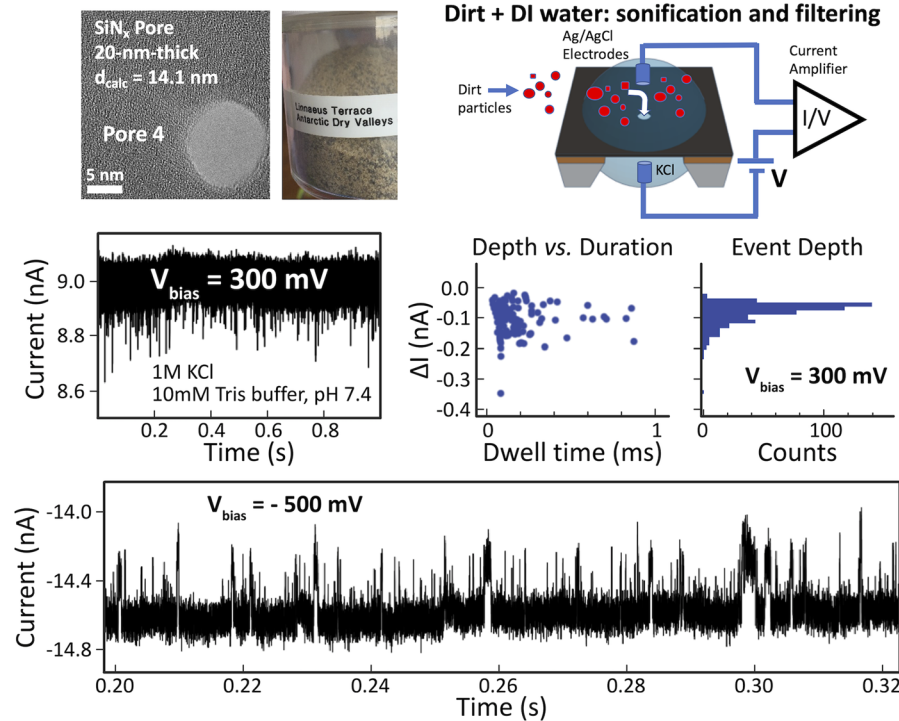 SiNₓ Pore
20-nm-thick
d_calc = 14.1 nm
Pore 4
5 nm
Linnaeus Terrace
Antarctic Dry Valleys
Dirt + DI water: sonification and filtering
Ag/AgCl
Electrodes
Current
Amplifier
Dirt
particles
I/V
KCl
V
Current (nA)
9.0
8.8
8.6
V_bias = 300 mV
1M KCl
10mM Tris buffer, pH 7.4
0.2 0.4 0.6 0.8
Time (s)
Depth vs. Duration
ΔI (nA)
0.0
-0.1
-0.2
-0.3
-0.4
0 1
Dwell time (ms)
Event Depth
V_bias = 300 mV
0 100
Counts
Current (nA)
-14.0
-14.4
-14.8
V_bias = - 500 mV
0.20 0.22 0.24 0.26 0.28 0.30 0.32
Time (s)